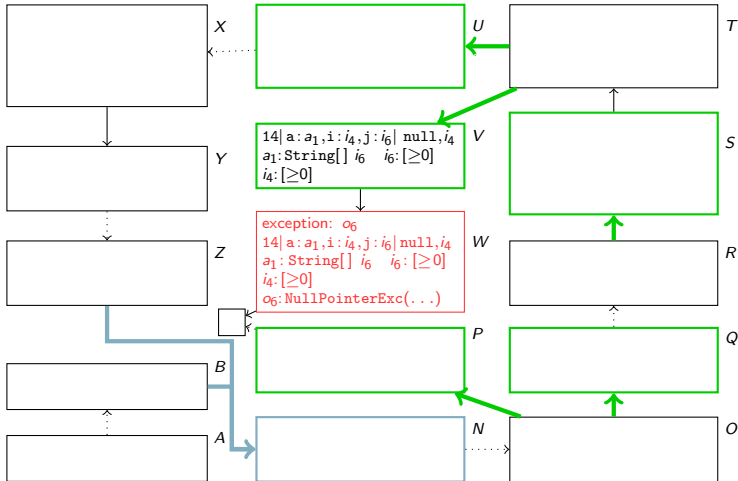 X
U
T
14| a: a₁,i: i₄,j: i₆| null,i₄
a₁: String[] i₆ i₆: [≥0]
i₄: [≥0]
V
S
Y
exception: o₆
14| a: a₁,i: i₄,j: i₆| null,i₄
a₁: String[] i₆ i₆: [≥0]
i₄: [≥0]
o₆: NullPointerExc(...)
W
Z
R
P
Q
B
A
N
O